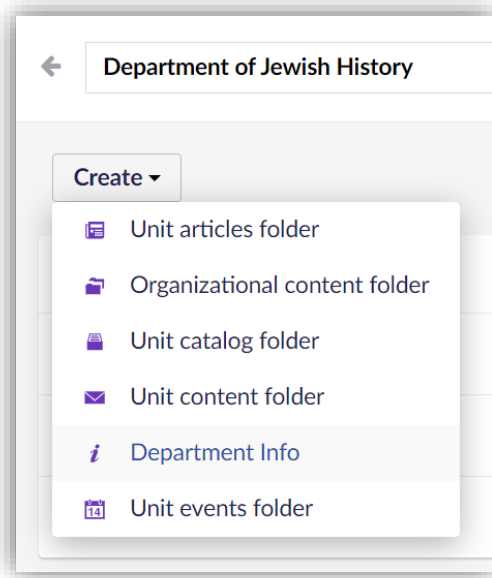 Department of Jewish History
Create
Unit articles folder
Organizational content folder
Unit catalog folder
Unit content folder
Department Info
14
Unit events folder